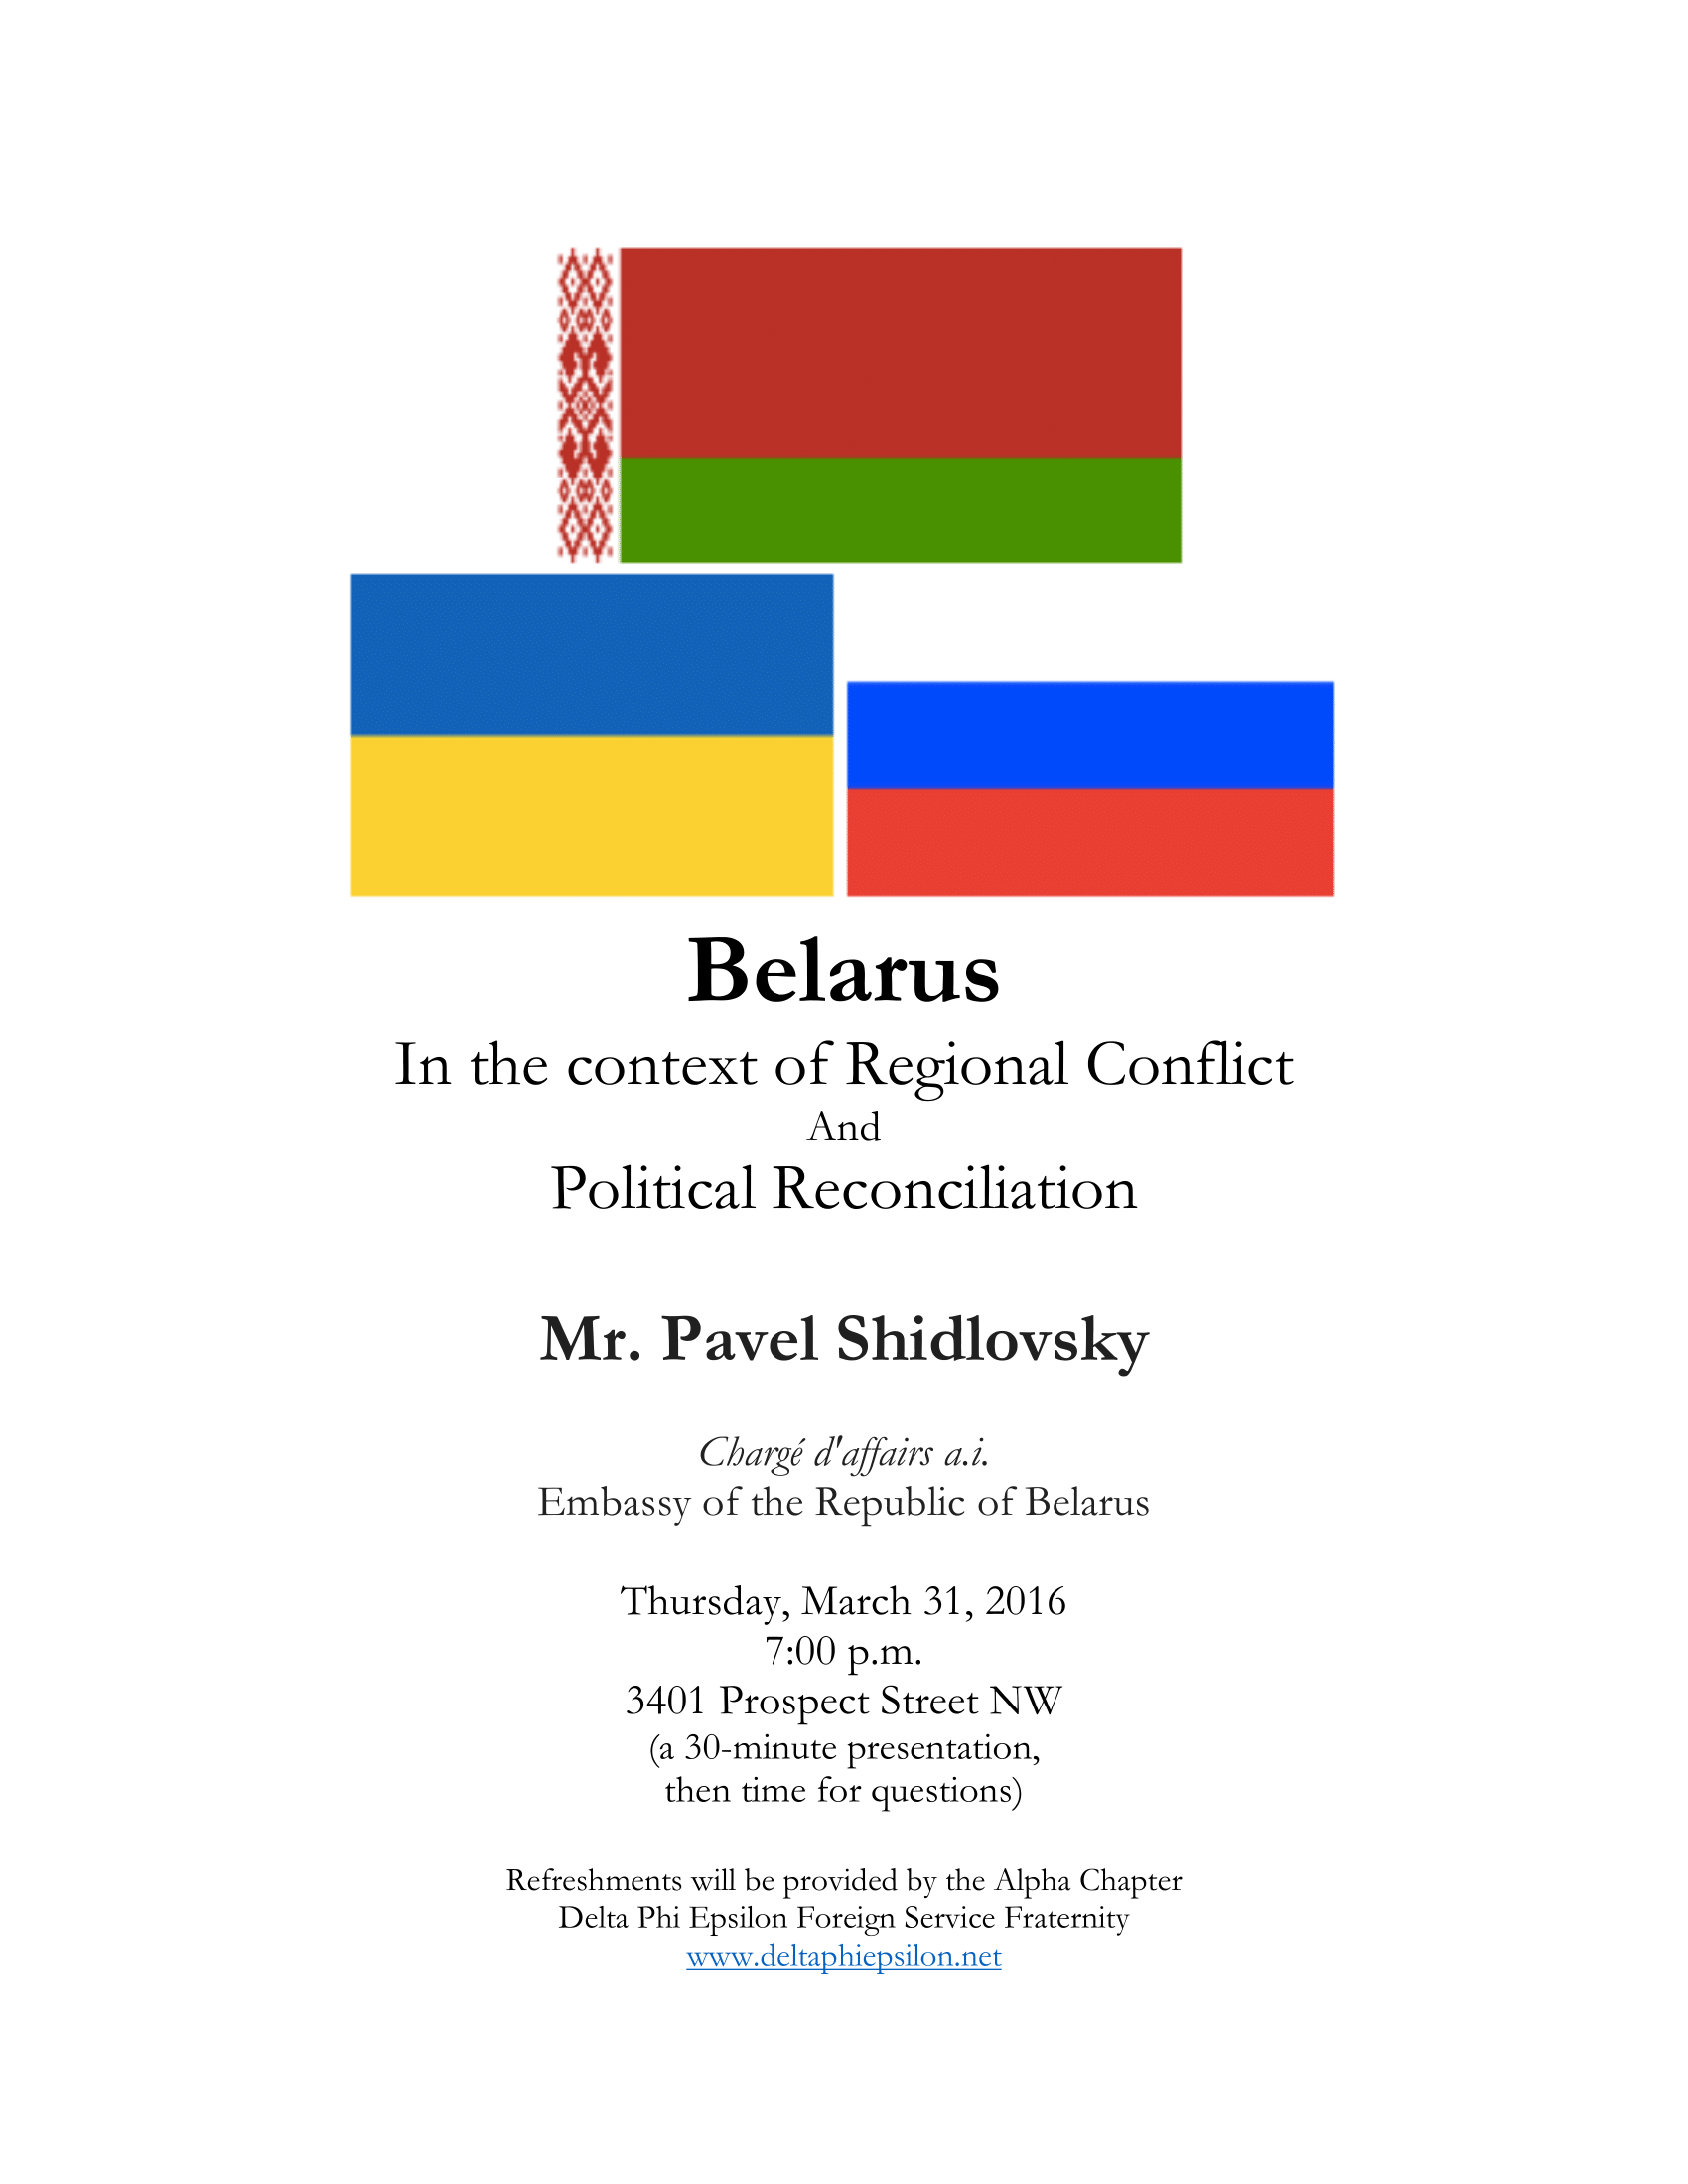 Belarus
In the context of Regional Conflict
And
Political Reconciliation
Mr. Pavel Shidlovsky
Chargé d'affairs a.i.
Embassy of the Republic of Belarus
Thursday, March 31, 2016
7:00 p.m.
3401 Prospect Street NW
(a 30-minute presentation,
then time for questions)
Refreshments will be provided by the Alpha Chapter
Delta Phi Epsilon Foreign Service Fraternity
www.deltaphiepsilon.net